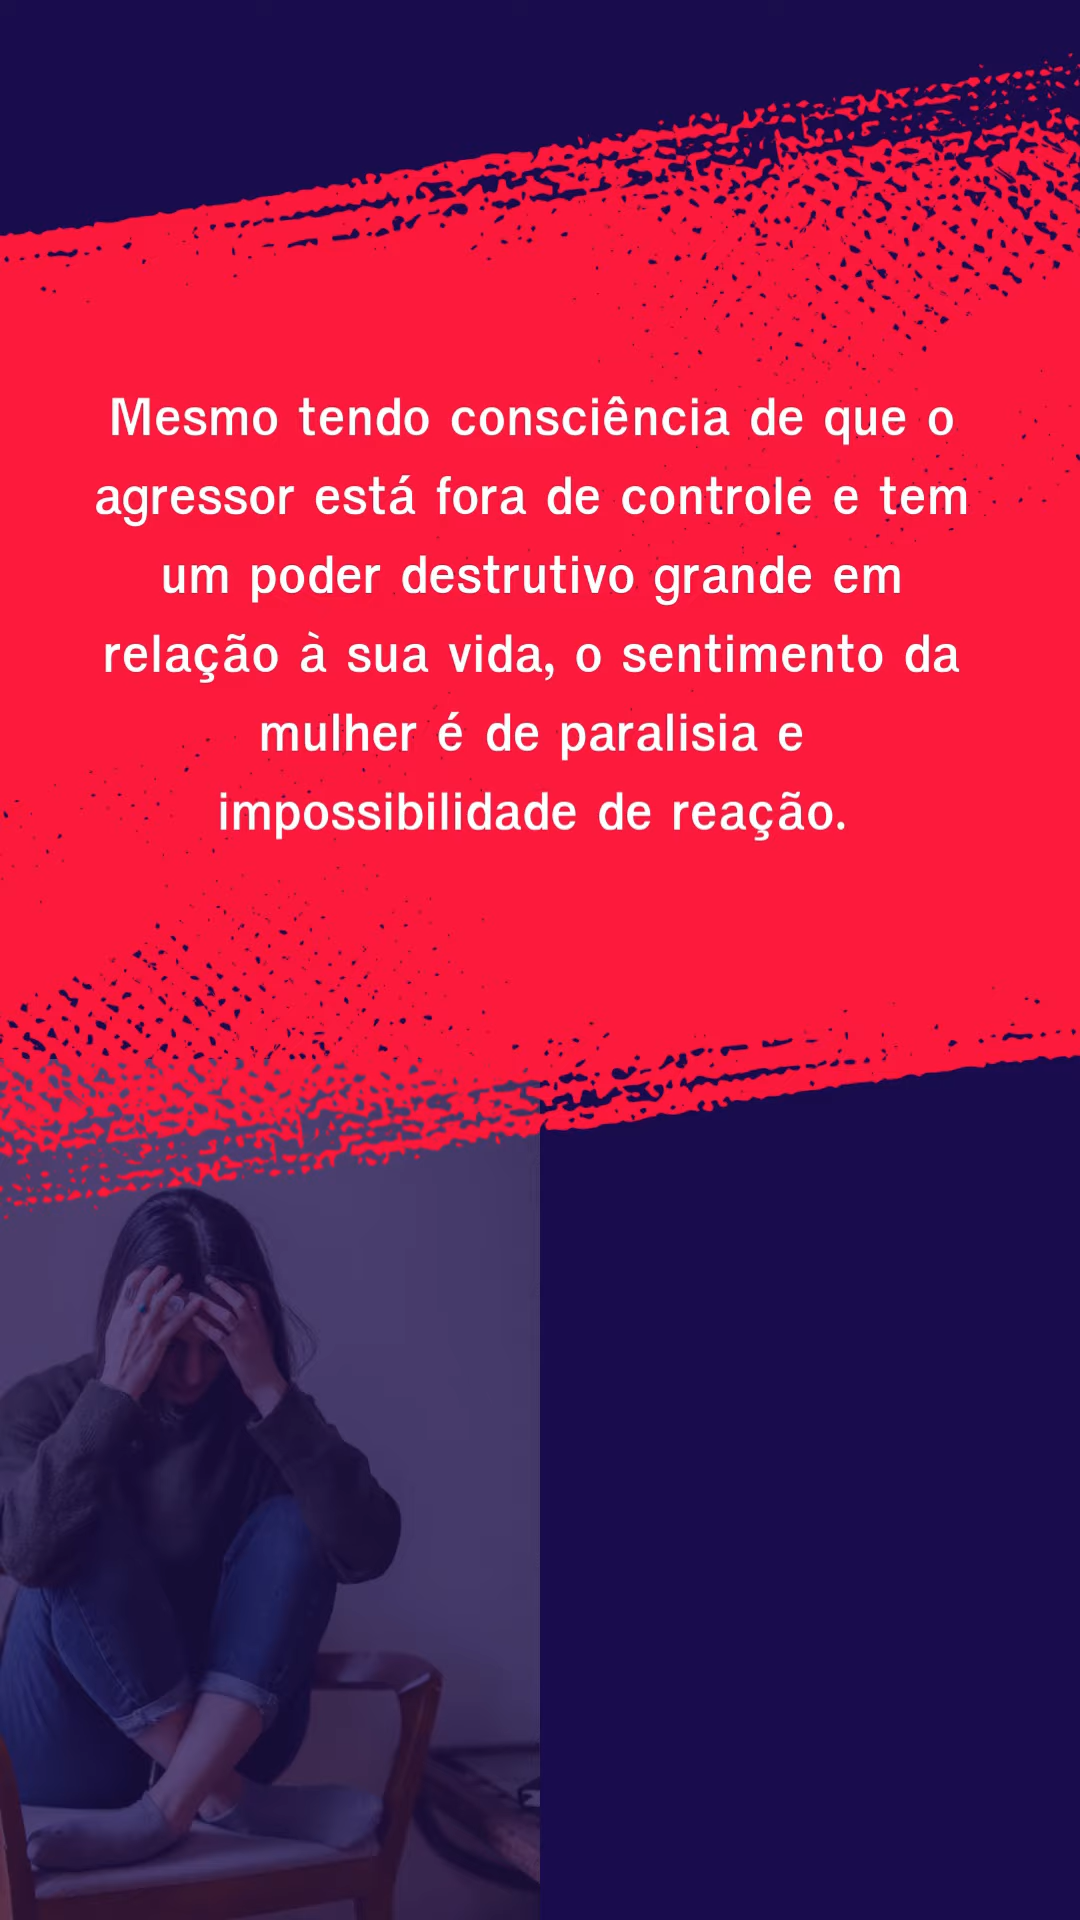 Mesmo tendo consciência de que o
agressor está fora de controle e tem
um poder destrutivo grande em
relação à sua vida, o sentimento da
mulher é de paralisia e
impossibilidade de reação.